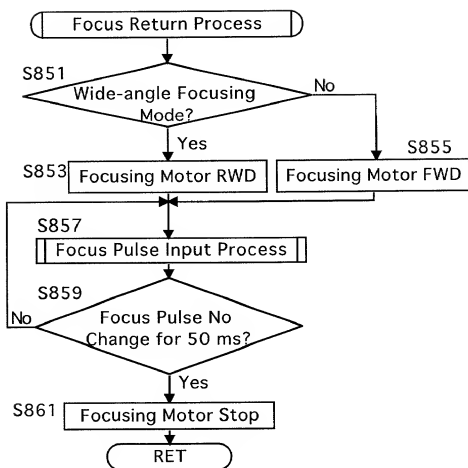 Focus Return Process
S851
Wide-angle Focusing
Mode?
No
Yes
S855
S853
Focusing Motor RWD
Focusing Motor FWD
S857
Focus Pulse Input Process
S859
Focus Pulse No
Change for 50 ms?
No
Yes
S861
Focusing Motor Stop
RET